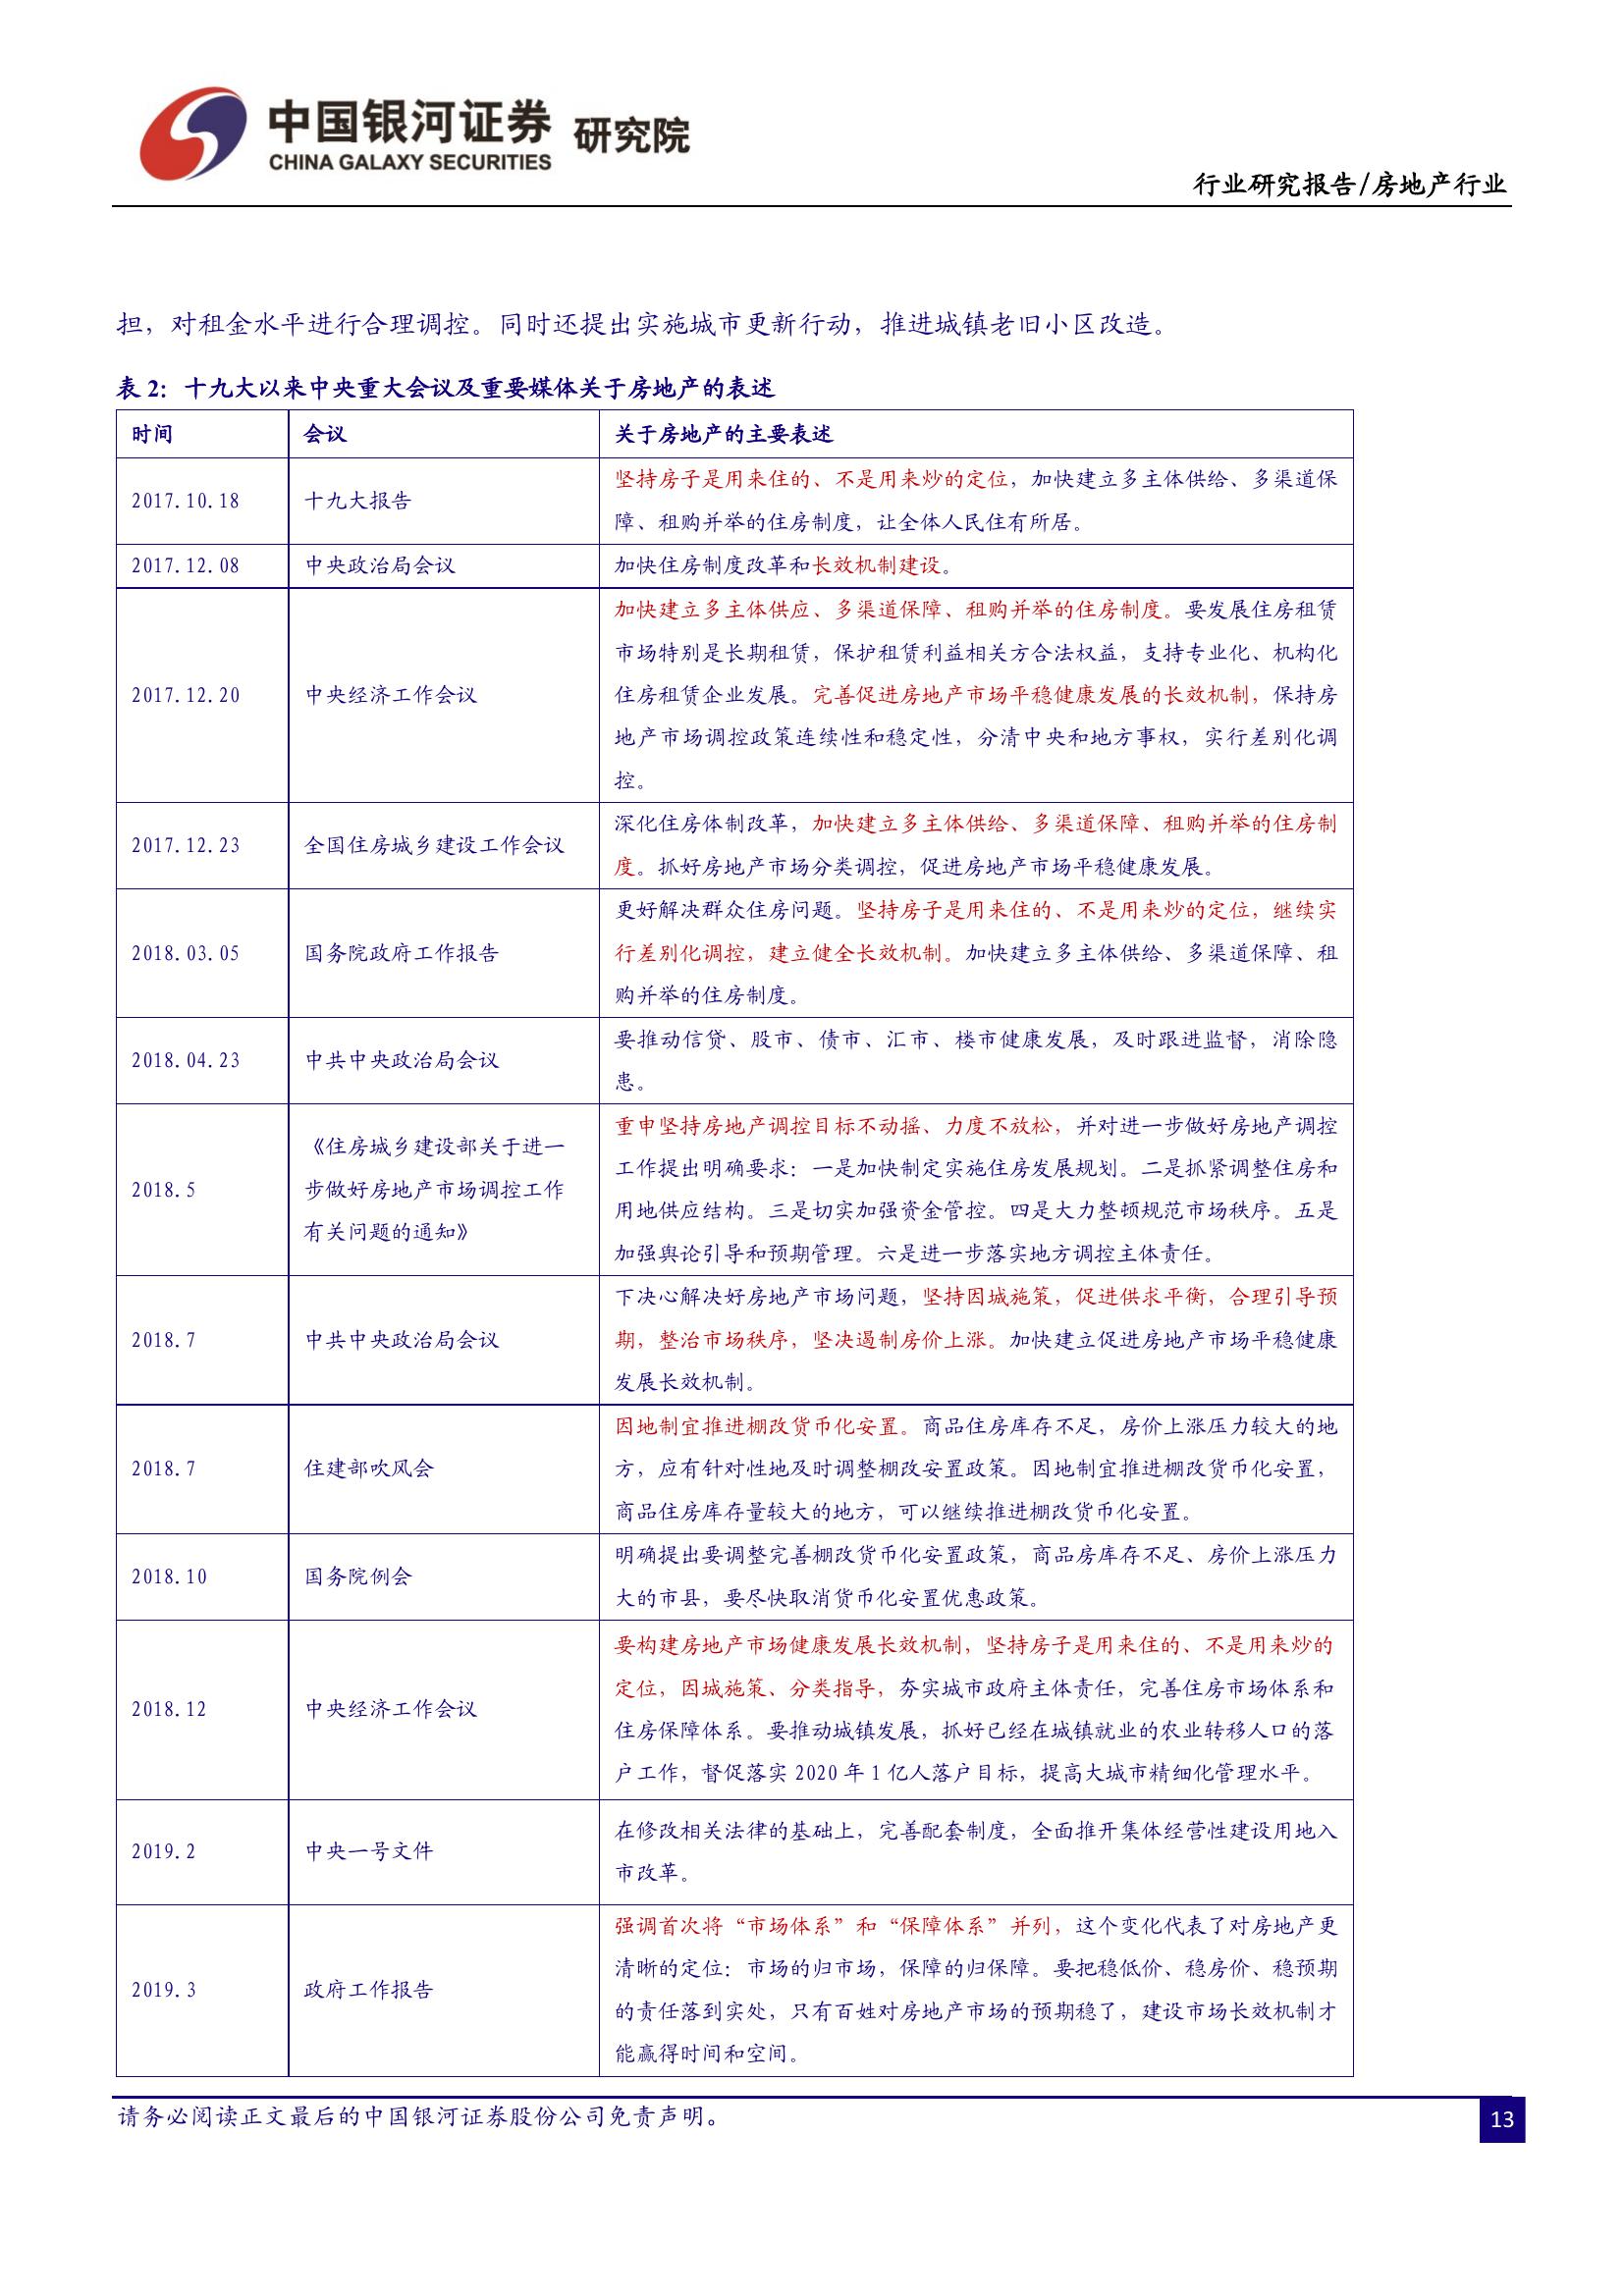 中国银河证券 研究院
CHINA GALAXY SECURITIES
行业研究报告/房地产行业
担，对租金水平进行合理调控。同时还提出实施城市更新行动，推进城镇老旧小区改造。
表 2：十九大以来中央重大会议及重要媒体关于房地产的表述
时间 会议 关于房地产的主要表述
2017.10.18 十九大报告
坚持房子是用来住的、不是用来炒的定位，加快建立多主体供给、多渠道保
障、租购并举的住房制度，让全体人民住有所居。
2017.12.08 中央政治局会议 加快住房制度改革和长效机制建设。
2017.12.20 中央经济工作会议
加快建立多主体供应、多渠道保障、租购并举的住房制度。要发展住房租赁
市场特别是长期租赁，保护租赁利益相关方合法权益，支持专业化、机构化
住房租赁企业发展。完善促进房地产市场平稳健康发展的长效机制，保持房
地产市场调控政策连续性和稳定性，分清中央和地方事权，实行差别化调
控。
2017.12.23 全国住房城乡建设工作会议
深化住房体制改革，加快建立多主体供给、多渠道保障、租购并举的住房制
度。抓好房地产市场分类调控，促进房地产市场平稳健康发展。
2018.03.05 国务院政府工作报告
更好解决群众住房问题。坚持房子是用来住的、不是用来炒的定位，继续实
行差别化调控，建立健全长效机制。加快建立多主体供给、多渠道保障、租
购并举的住房制度。
2018.04.23 中共中央政治局会议
要推动信贷、股市、债市、汇市、楼市健康发展，及时跟进监督，消除隐
患。
2018.5
《住房城乡建设部关于进一
步做好房地产市场调控工作
有关问题的通知》
重申坚持房地产调控目标不动摇、力度不放松，并对进一步做好房地产调控
工作提出明确要求：一是加快制定实施住房发展规划。二是抓紧调整住房和
用地供应结构。三是切实加强资金管控。四是大力整顿规范市场秩序。五是
加强舆论引导和预期管理。六是进一步落实地方调控主体责任。
2018.7 中共中央政治局会议
下决心解决好房地产市场问题，坚持因城施策，促进供求平衡，合理引导预
期，整治市场秩序，坚决遏制房价上涨。加快建立促进房地产市场平稳健康
发展长效机制。
2018.7 住建部吹风会
因地制宜推进棚改货币化安置。商品住房库存不足，房价上涨压力较大的地
方，应有针对性地及时调整棚改安置政策。因地制宜推进棚改货币化安置，
商品住房库存量较大的地方，可以继续推进棚改货币化安置。
2018.10 国务院例会
明确提出要调整完善棚改货币化安置政策，商品房库存不足、房价上涨压力
大的市县，要尽快取消货币化安置优惠政策。
2018.12 中央经济工作会议
要构建房地产市场健康发展长效机制，坚持房子是用来住的、不是用来炒的
定位，因城施策、分类指导，夯实城市政府主体责任，完善住房市场体系和
住房保障体系。要推动城镇发展，抓好已经在城镇就业的农业转移人口的落
户工作，督促落实 2020 年 1 亿人落户目标，提高大城市精细化管理水平。
2019.2 中央一号文件
在修改相关法律的基础上，完善配套制度，全面推开集体经营性建设用地入
市改革。
2019.3 政府工作报告
强调首次将“市场体系”和“保障体系”并列，这个变化代表了对房地产更
清晰的定位：市场的归市场，保障的归保障。要把稳低价、稳房价、稳预期
的责任落到实处，只有百姓对房地产市场的预期稳了，建设市场长效机制才
能赢得时间和空间。
请务必阅读正文最后的中国银河证券股份公司免责声明。
13